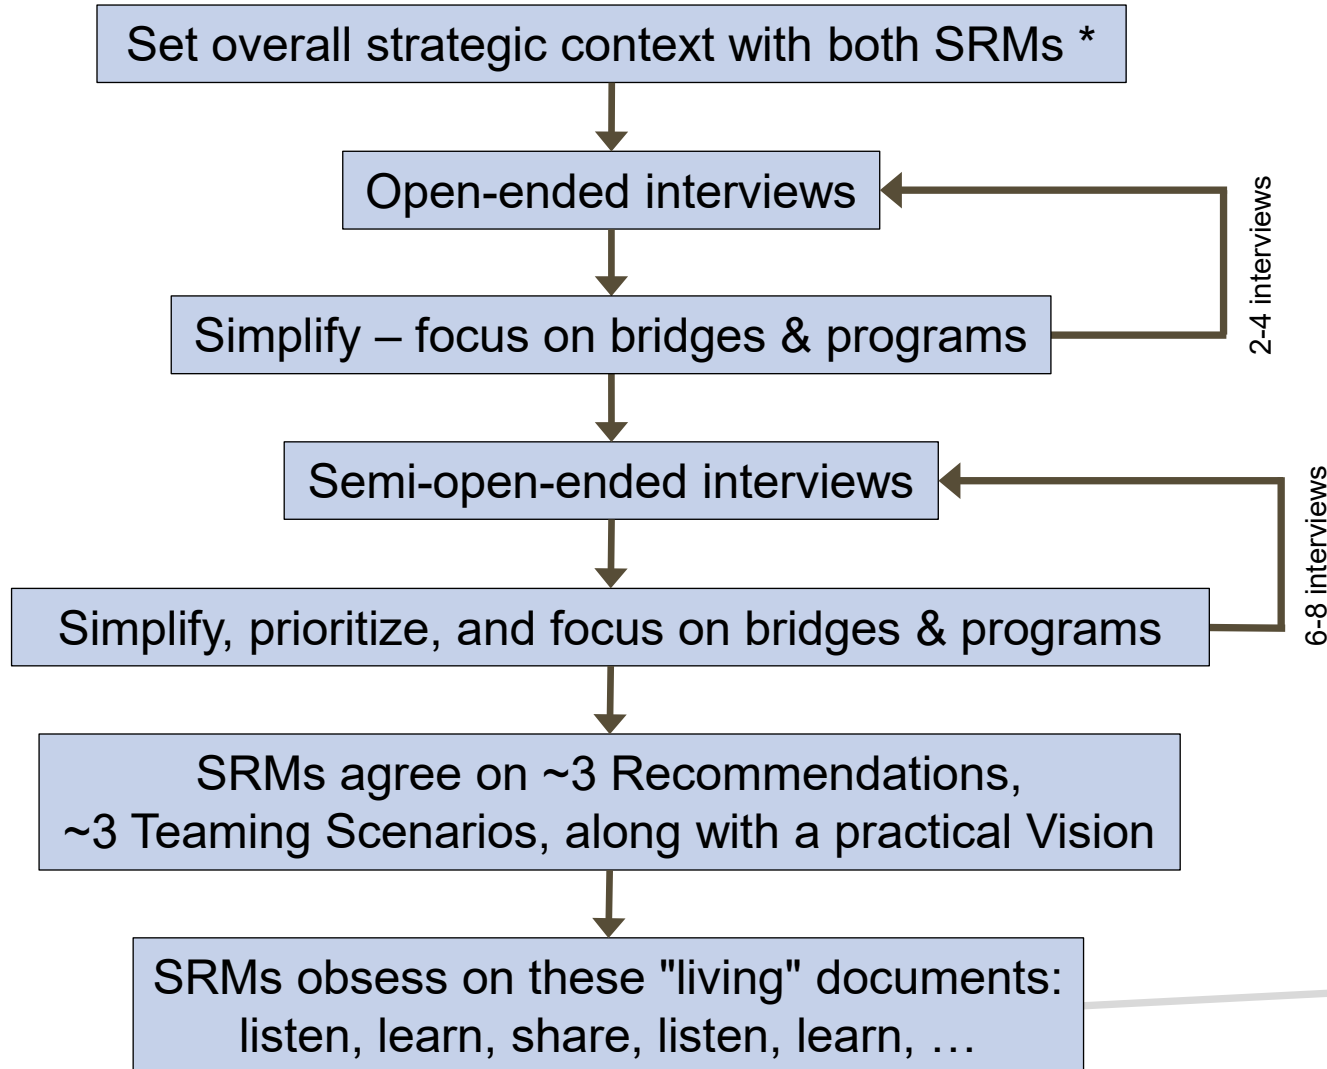 Set overall strategic context with both SRMs *
Open-ended interviews
2-4 interviews
Simplify – focus on bridges & programs
Semi-open-ended interviews
6-8 interviews
Simplify, prioritize, and focus on bridges & programs
SRMs agree on ~3 Recommendations,
~3 Teaming Scenarios, along with a practical Vision
SRMs obsess on these "living" documents:
listen, learn, share, listen, learn, …